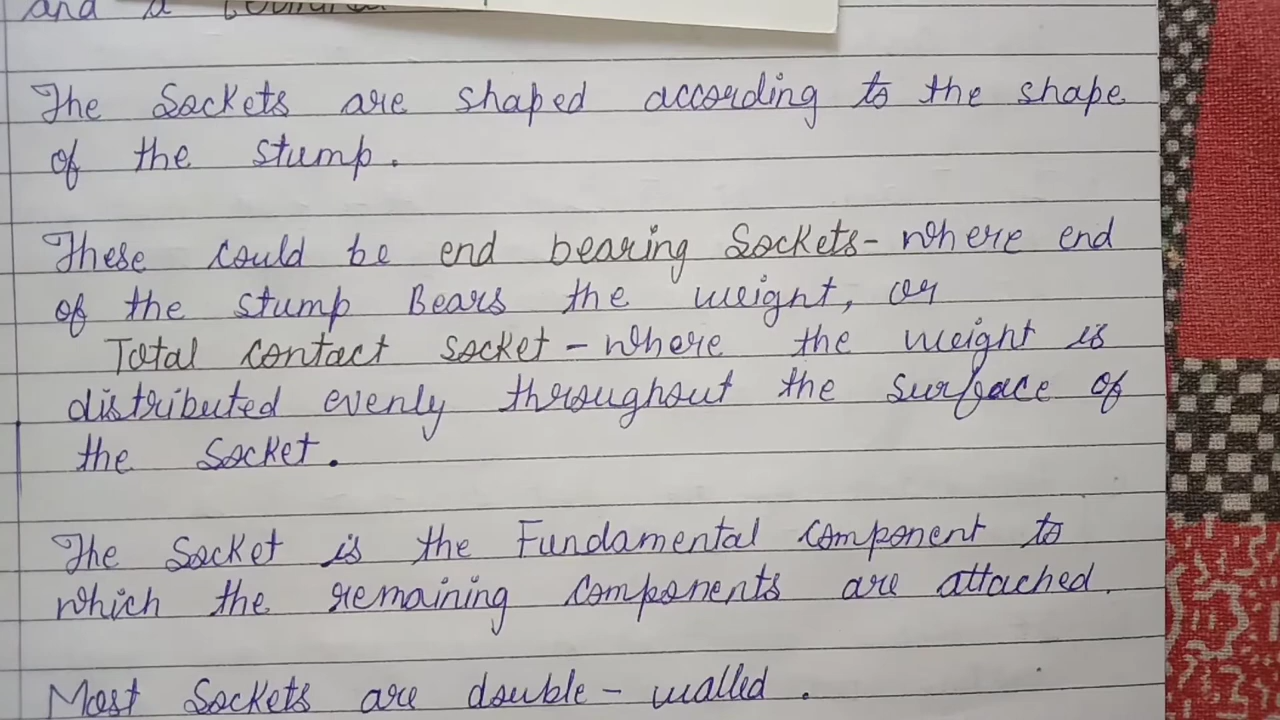 and a
The Sockets are shaped according to the shape
of the stump.
These could be end bearing Sockets- where end
of the stump Bears the weight, or
Total contact socket - where the weight is
distributed evenly throughout the surface of
the Socket.
The Socket is the Fundamental component to
which the remaining components are attached.
Most Sockets are double - walled.